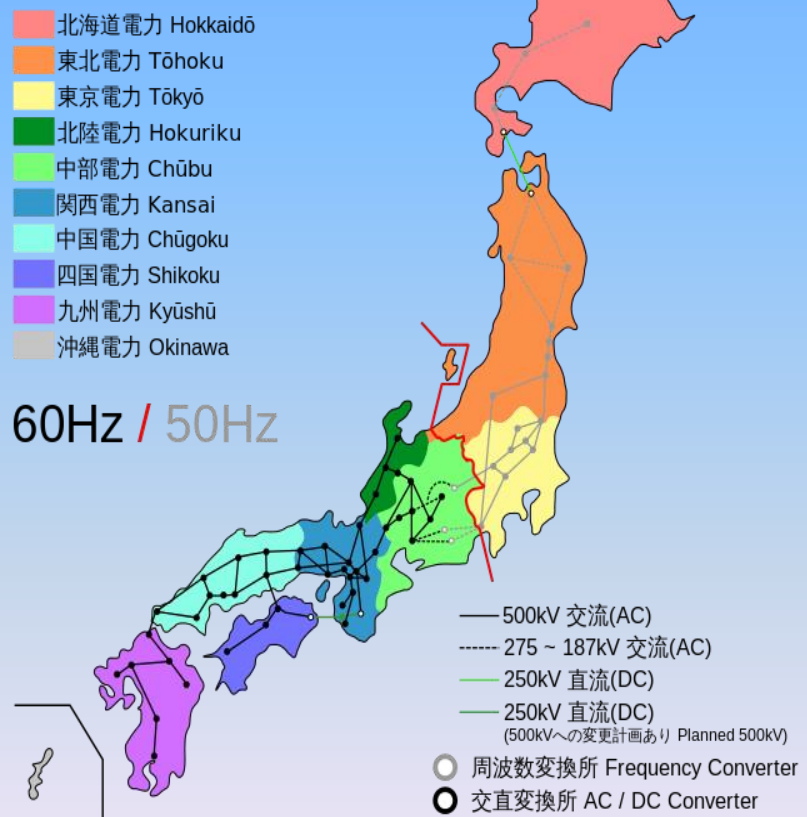 北海道電力 Hokkaidō
東北電力 Tōhoku
東京電力 Tōkyō
北陸電力 Hokuriku
中部電力 Chūbu
関西電力 Kansai
中国電力 Chūgoku
四国電力 Shikoku
九州電力 Kyūshū
沖縄電力 Okinawa
60Hz / 50Hz
500kV 交流(AC)
275 ~ 187kV 交流(AC)
250kV 直流(DC)
250kV 直流(DC)
(500kVへの変更計画あり Planned 500kV)
周波数変換所 Frequency Converter
交直変換所 AC / DC Converter